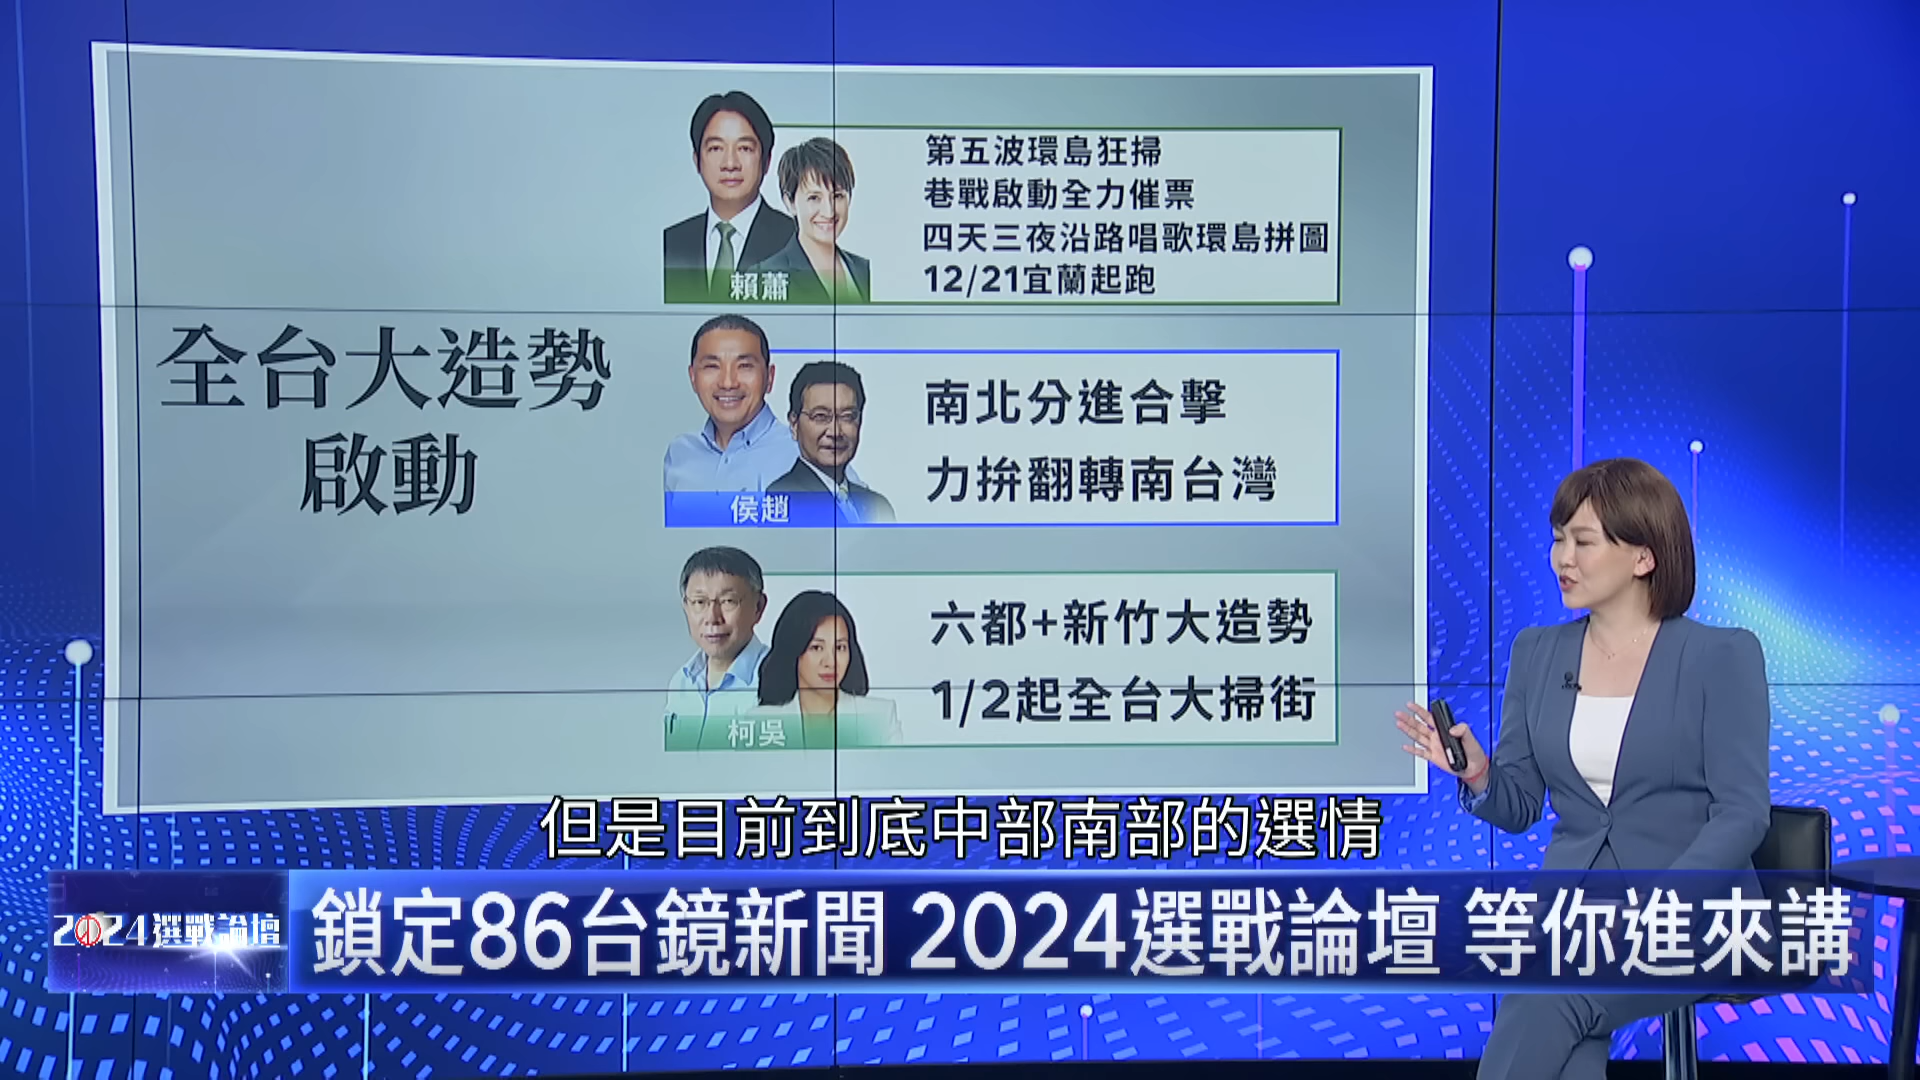 全台大造勢
啟動
第五波環島狂掃
巷戰啟動全力催票
四天三夜沿路唱歌環島拼圖
12/21宜蘭起跑
賴蕭
南北分進合擊
力拚翻轉南台灣
侯趙
六都+新竹大造勢
1/2起全台大掃街
柯吳
但是目前到底中部南部的選情
2024選戰論壇
鎖定86台鏡新聞 2024選戰論壇 等你進來講